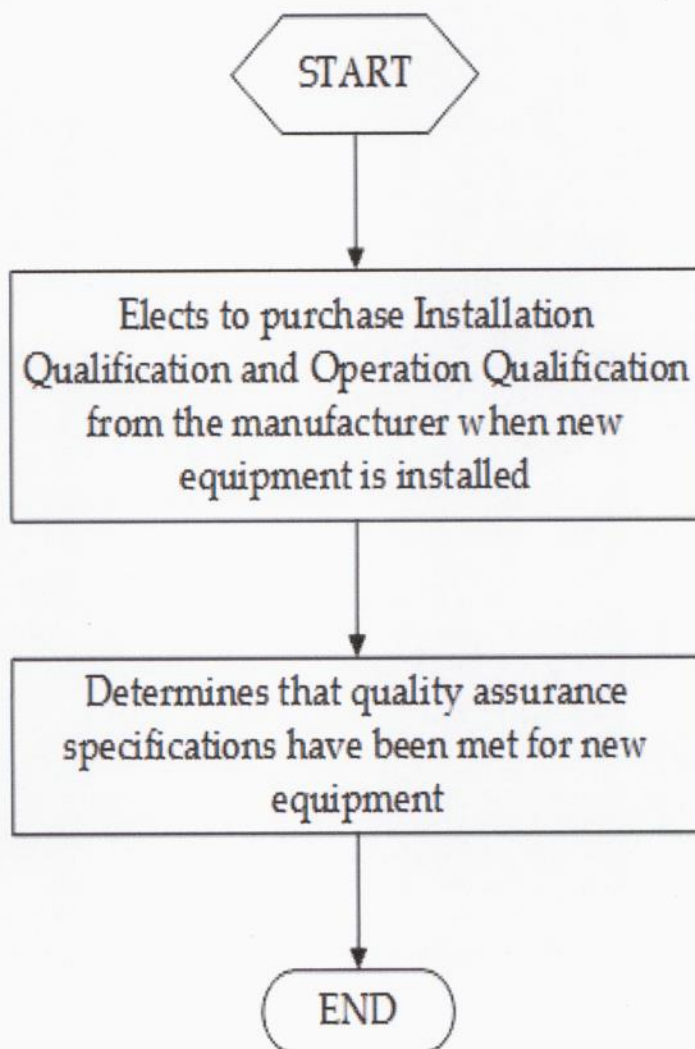 START
Elects to purchase Installation
Qualification and Operation Qualification
from the manufacturer when new
equipment is installed
Determines that quality assurance
specifications have been met for new
equipment
END